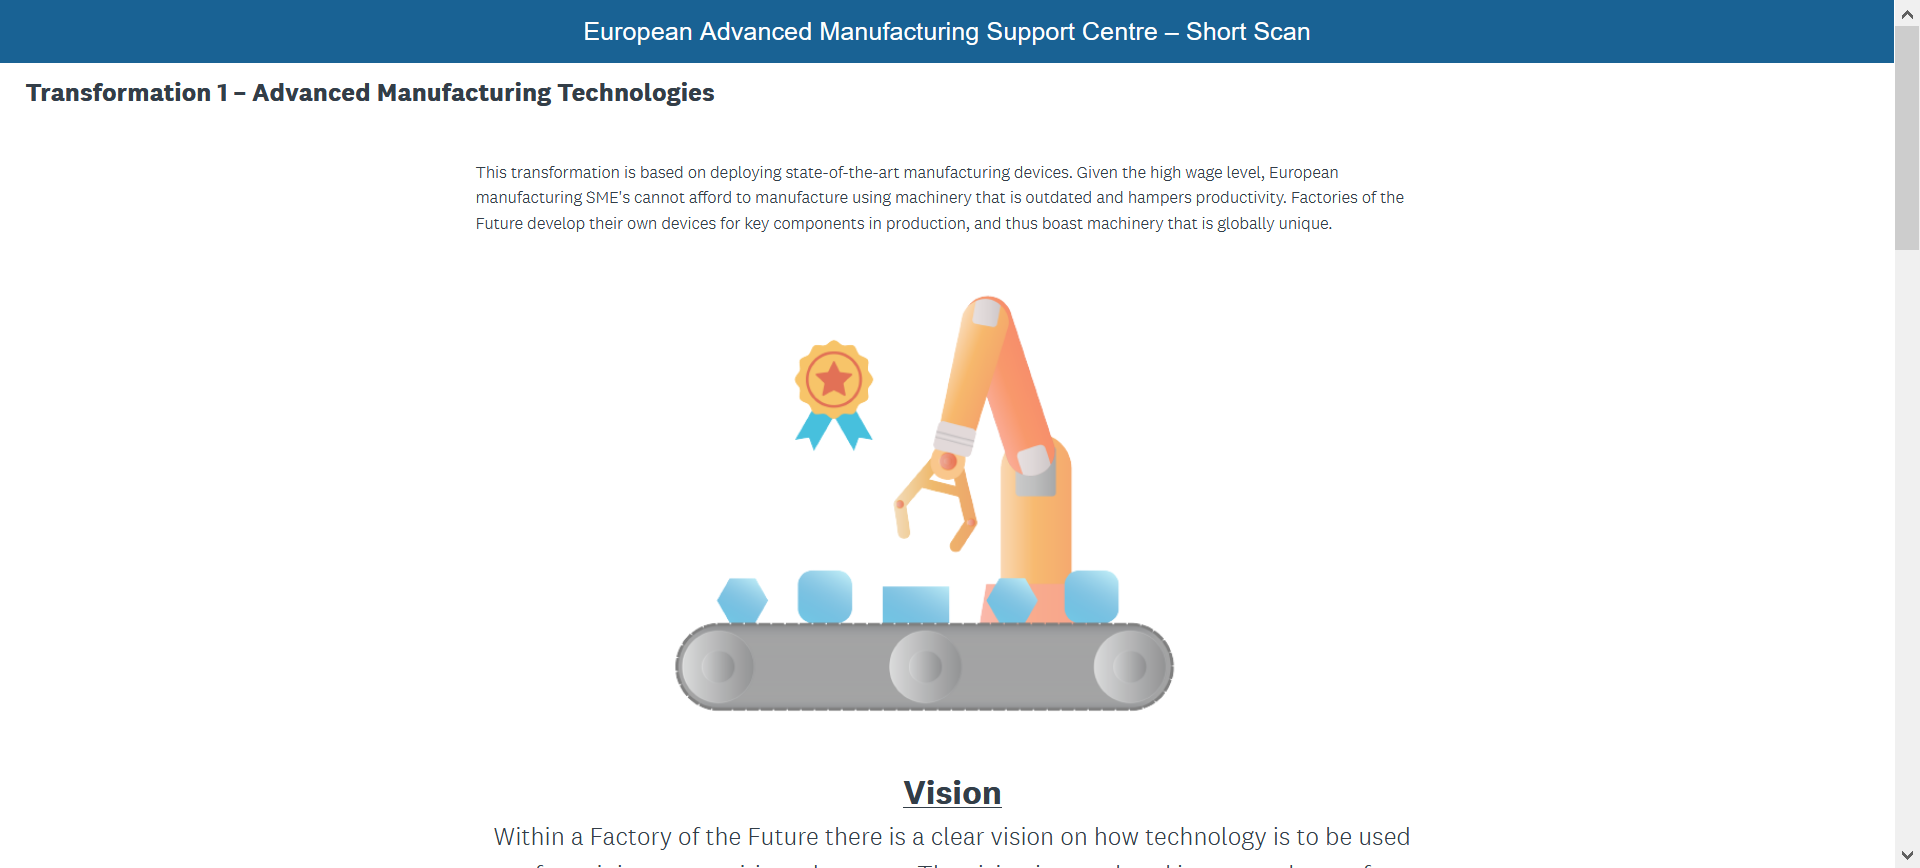 European Advanced Manufacturing Support Centre – Short Scan
Transformation 1 – Advanced Manufacturing Technologies
This transformation is based on deploying state-of-the-art manufacturing devices. Given the high wage level, European
manufacturing SME's cannot afford to manufacture using machinery that is outdated and hampers productivity. Factories of the
Future develop their own devices for key components in production, and thus boast machinery that is globally unique.
Vision
Within a Factory of the Future there is a clear vision on how technology is to be used